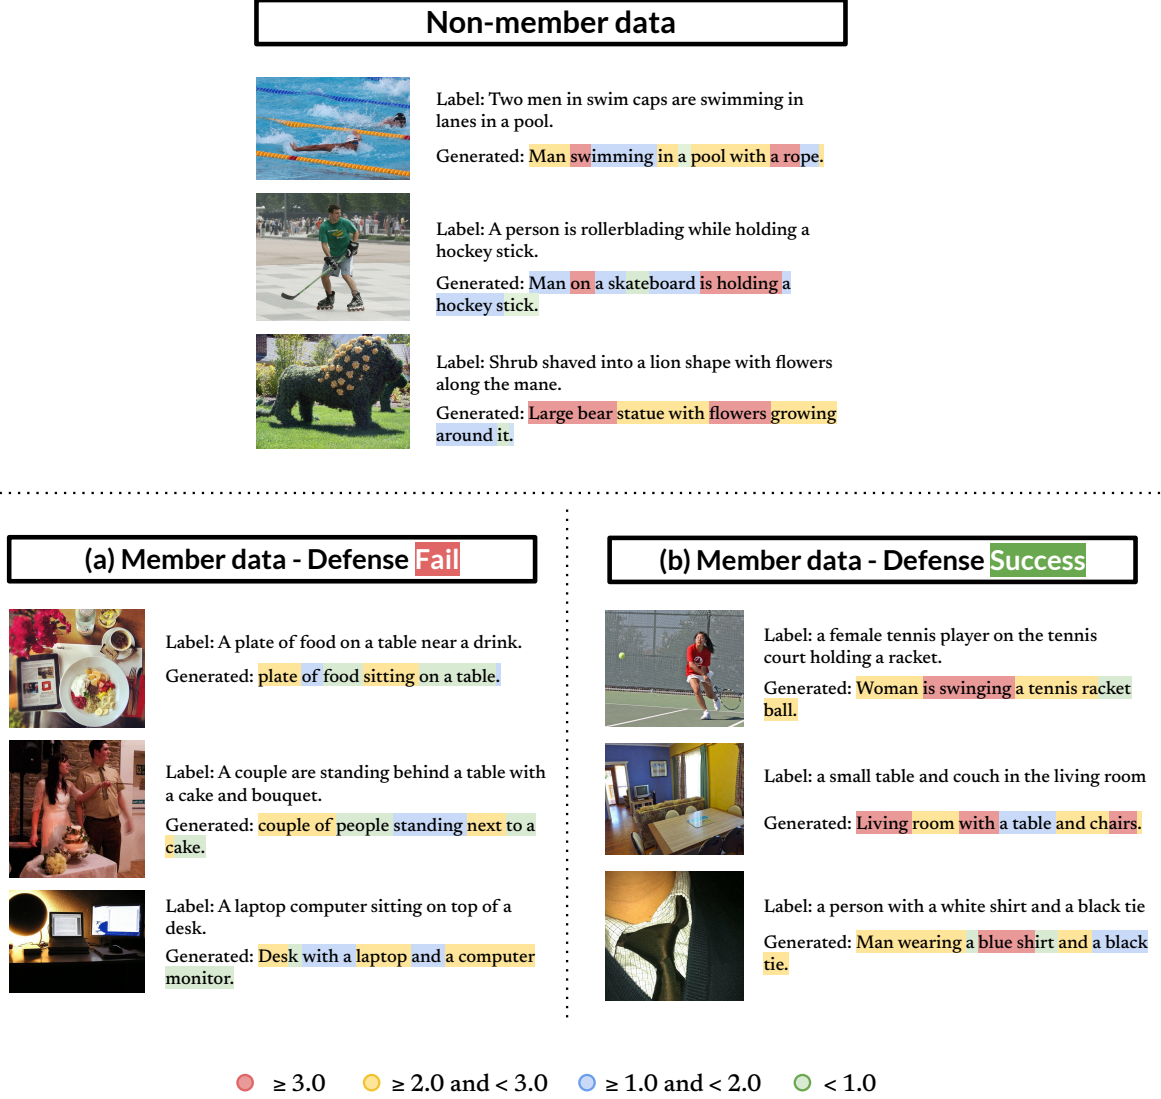 Non-member data
Label: Two men in swim caps are swimming in
lanes in a pool.
Generated: Man swimming in a pool with a rope.
Label: A person is rollerblading while holding a
hockey stick.
Generated: Man on a skateboard is holding a
hockey stick.
Label: Shrub shaved into a lion shape with flowers
along the mane.
Generated: Large bear statue with flowers growing
around it.
(a) Member data - Defense Fail
Label: A plate of food on a table near a drink.
Generated: plate of food sitting on a table.
Label: A couple are standing behind a table with
a cake and bouquet.
Generated: couple of people standing next to a
cake.
Label: A laptop computer sitting on top of a
desk.
Generated: Desk with a laptop and a computer
monitor.
(b) Member data - Defense Success
Label: a female tennis player on the tennis
court holding a racket.
Generated: Woman is swinging a tennis racket
ball.
Label: a small table and couch in the living room
Generated: Living room with a table and chairs.
Label: a person with a white shirt and a black tie
Generated: Man wearing a blue shirt and a black
tie.
≥ 3.0 ≥ 2.0 and < 3.0 ≥ 1.0 and < 2.0 < 1.0